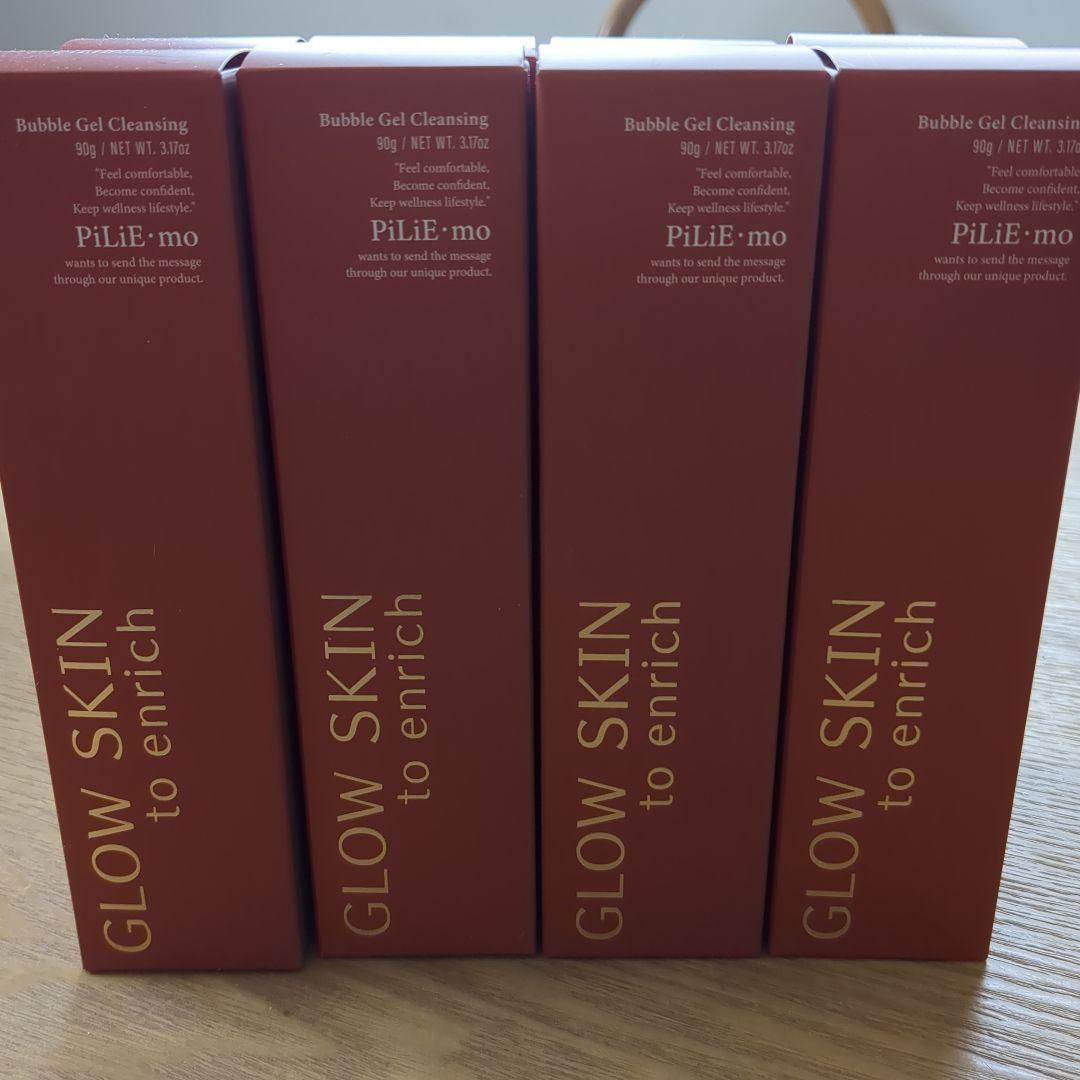 Bubble Gel Cleansing
90g / NET WT. 3.17oz
"Feel comfortable,
Become confident,
Keep wellness lifestyle."
PiLiE・mo
wants to send the message
through our unique product.
GLOW SKIN
to enrich
Bubble Gel Cleansing
90g / NET WT. 3.17oz
"Feel comfortable,
Become confident,
Keep wellness lifestyle."
PiLiE・mo
wants to send the message
through our unique product.
GLOW SKIN
to enrich
Bubble Gel Cleansing
90g / NET WT. 3.17oz
"Feel comfortable,
Become confident,
Keep wellness lifestyle."
PiLiE・mo
wants to send the message
through our unique product.
GLOW SKIN
to enrich
Bubble Gel Cleansin
90g / NET WT. 3.17o
"Feel comfortable,
Become confident,
Keep wellness lifestyle."
PiLiE・mo
wants to send the message
through our unique product.
GLOW SKIN
to enrich